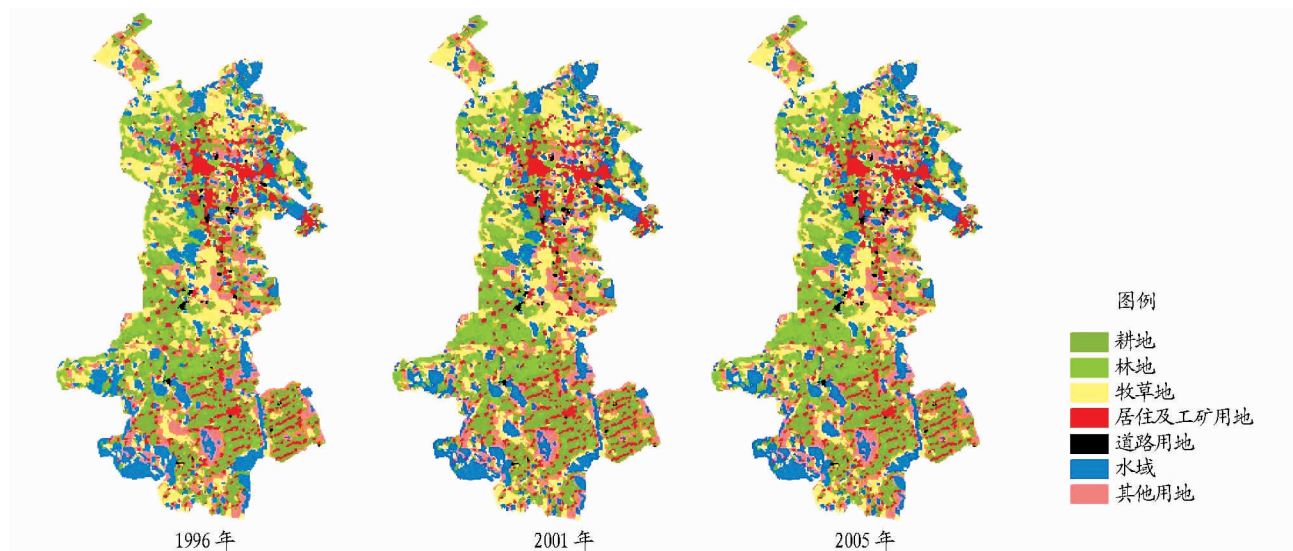 图例
耕地
林地
牧草地
居住及工矿用地
道路用地
水域
其他用地
1996 年
2001 年
2005 年